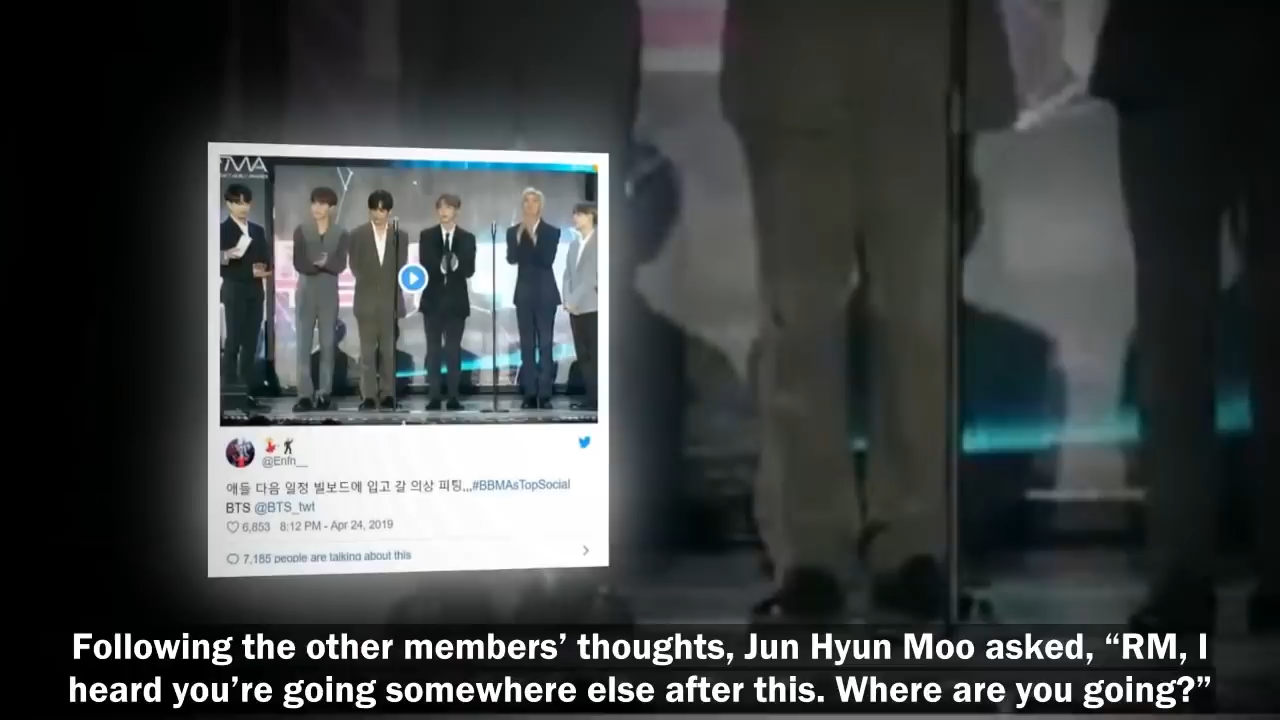 TMA
@Enfn__
애들 다음 일정 빌보드에 입고 갈 의상 피팅,,,#BBMAsTopSocial
BTS @BTS_twt
6,853 8:12 PM - Apr 24, 2019
7,185 people are talking about this
Following the other members’ thoughts, Jun Hyun Moo asked, “RM, I
heard you’re going somewhere else after this. Where are you going?”